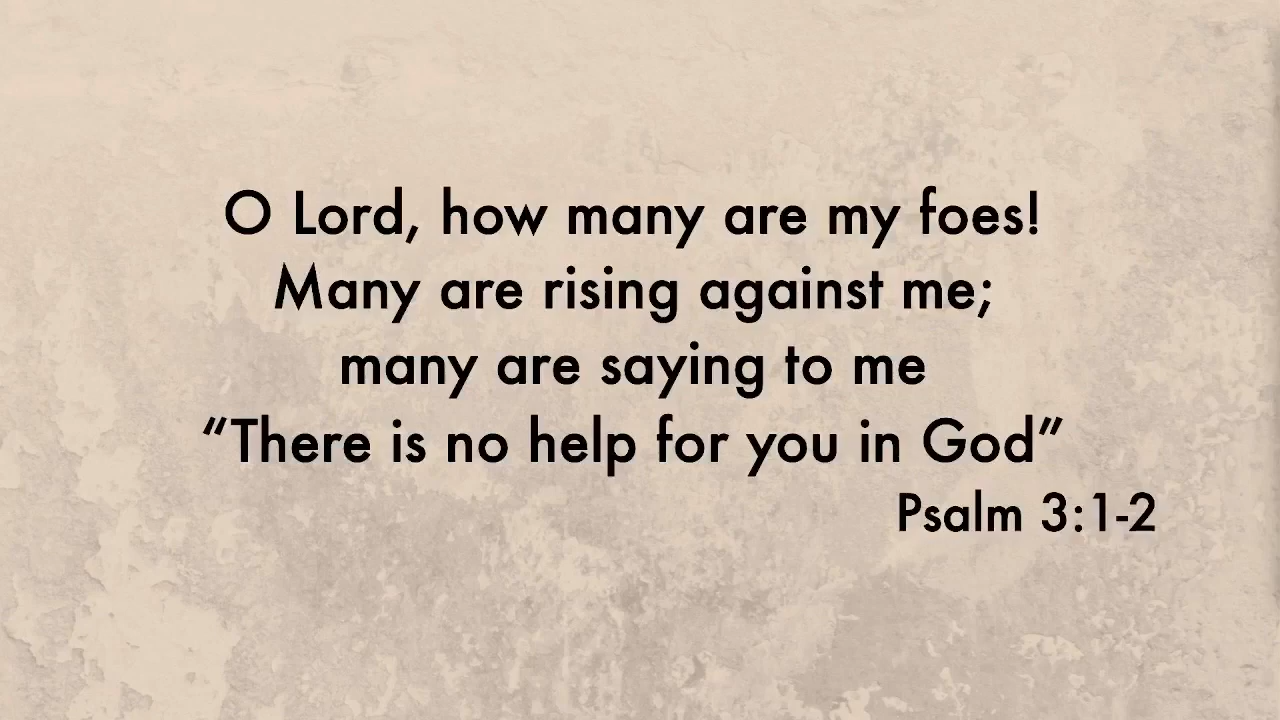 O Lord, how many are my foes!
Many are rising against me;
many are saying to me
“There is no help for you in God”
Psalm 3:1-2